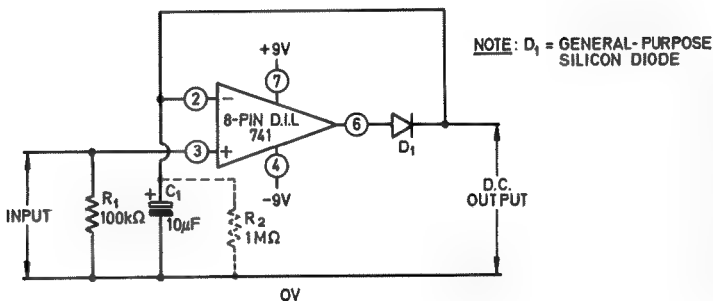 +9V
NOTE: D1 = GENERAL-PURPOSE
SILICON DIODE
7
2
−
8-PIN D.I.L
741
6
D1
3
+
4
-9V
INPUT
R1
100kΩ
+
C1
10μF
R2
1MΩ
D.C.
OUTPUT
0V